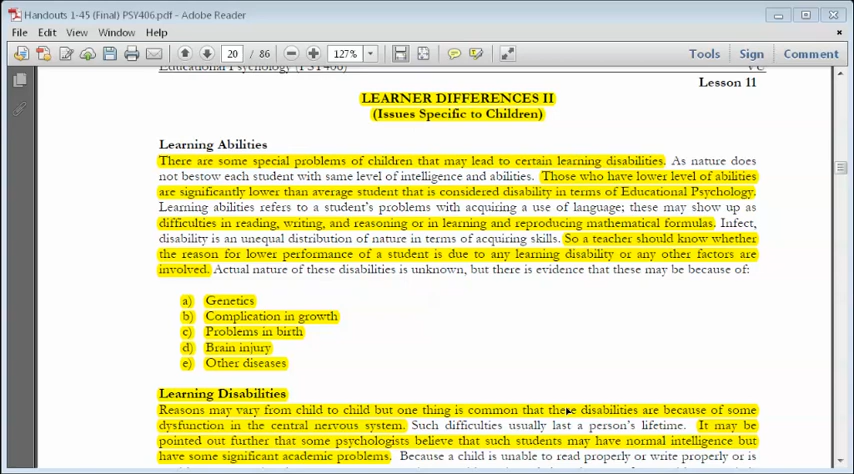 Handouts 1-45 (Final) PSY406.pdf - Adobe Reader
File Edit View Window Help
20 / 86 127% Tools Sign Comment
Educational Psychology (PSY406) VU
Lesson 11
LEARNER DIFFERENCES II
(Issues Specific to Children)
Learning Abilities
There are some special problems of children that may lead to certain learning disabilities. As nature does
not bestow each student with same level of intelligence and abilities. Those who have lower level of abilities
are significantly lower than average student that is considered disability in terms of Educational Psychology.
Learning abilities refers to a student's problems with acquiring a use of language; these may show up as
difficulties in reading, writing, and reasoning or in learning and reproducing mathematical formulas. Infect,
disability is an unequal distribution of nature in terms of acquiring skills. So a teacher should know whether
the reason for lower performance of a student is due to any learning disability or any other factors are
involved. Actual nature of these disabilities is unknown, but there is evidence that these may be because of:
a) Genetics
b) Complication in growth
c) Problems in birth
d) Brain injury
e) Other diseases
Learning Disabilities
Reasons may vary from child to child but one thing is common that these disabilities are because of some
dysfunction in the central nervous system. Such difficulties usually last a person's lifetime. It may be
pointed out further that some psychologists believe that such students may have normal intelligence but
have some significant academic problems. Because a child is unable to read properly or write properly or is